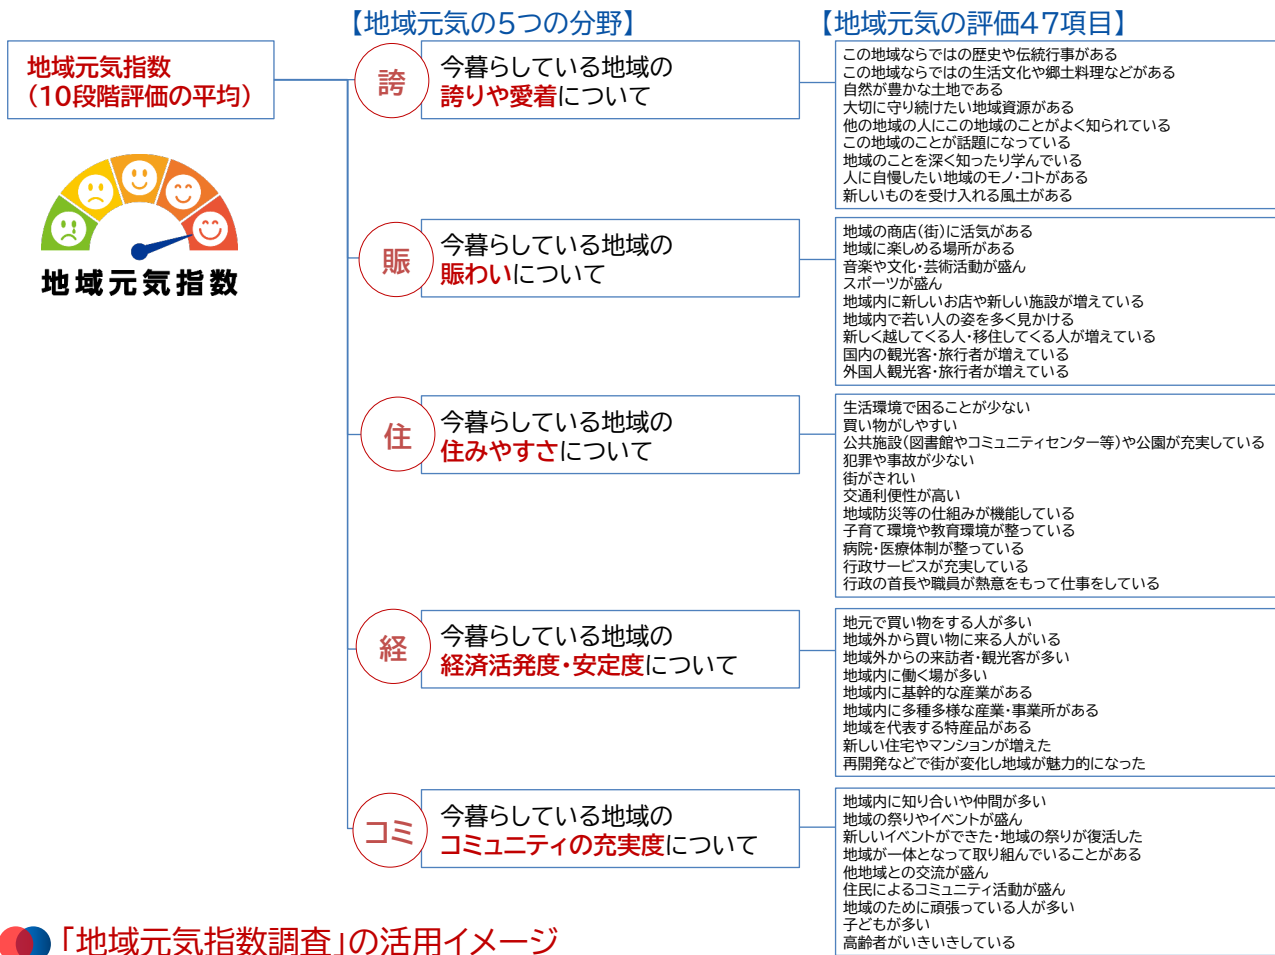 【地域元気の5つの分野】
【地域元気の評価47項目】
地域元気指数
（10段階評価の平均）
地域元気指数
誇
今暮らしている地域の
誇りや愛着について
この地域ならではの歴史や伝統行事がある
この地域ならではの生活文化や郷土料理などがある
自然が豊かな土地である
大切に守り続けたい地域資源がある
他の地域の人にこの地域のことがよく知られている
この地域のことが話題になっている
地域のことを深く知ったり学んでいる
人に自慢したい地域のモノ・コトがある
新しいものを受け入れる風土がある
賑
今暮らしている地域の
賑わいについて
地域の商店(街)に活気がある
地域に楽しめる場所がある
音楽や文化・芸術活動が盛ん
スポーツが盛ん
地域内に新しいお店や新しい施設が増えている
地域内で若い人の姿を多く見かける
新しく越してくる人・移住してくる人が増えている
国内の観光客・旅行者が増えている
外国人観光客・旅行者が増えている
住
今暮らしている地域の
住みやすさについて
生活環境で困ることが少ない
買い物がしやすい
公共施設(図書館やコミュニティセンター等)や公園が充実している
犯罪や事故が少ない
街がきれい
交通利便性が高い
地域防災等の仕組みが機能している
子育て環境や教育環境が整っている
病院・医療体制が整っている
行政サービスが充実している
行政の首長や職員が熱意をもって仕事をしている
経
今暮らしている地域の
経済活発度・安定度について
地元で買い物をする人が多い
地域外から買い物に来る人がいる
地域外からの来訪者・観光客が多い
地域内に働く場が多い
地域内に基幹的な産業がある
地域内に多種多様な産業・事業所がある
地域を代表する特産品がある
新しい住宅やマンションが増えた
再開発などで街が変化し地域が魅力的になった
コミ
今暮らしている地域の
コミュニティの充実度について
地域内に知り合いや仲間が多い
地域の祭りやイベントが盛ん
新しいイベントができた・地域の祭りが復活した
地域が一体となって取り組んでいることがある
他地域との交流が盛ん
住民によるコミュニティ活動が盛ん
地域のために頑張っている人が多い
子どもが多い
高齢者がいきいきしている
「地域元気指数調査」の活用イメージ